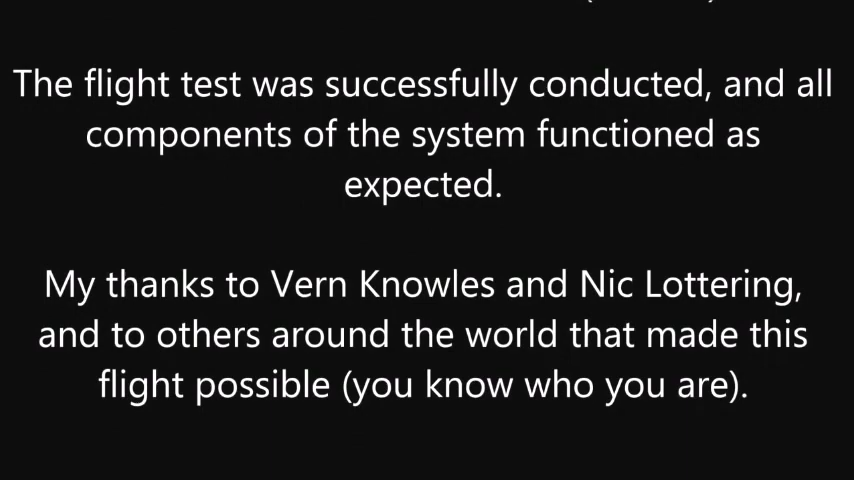 The flight test was successfully conducted, and all
components of the system functioned as
expected.
My thanks to Vern Knowles and Nic Lottering,
and to others around the world that made this
flight possible (you know who you are).